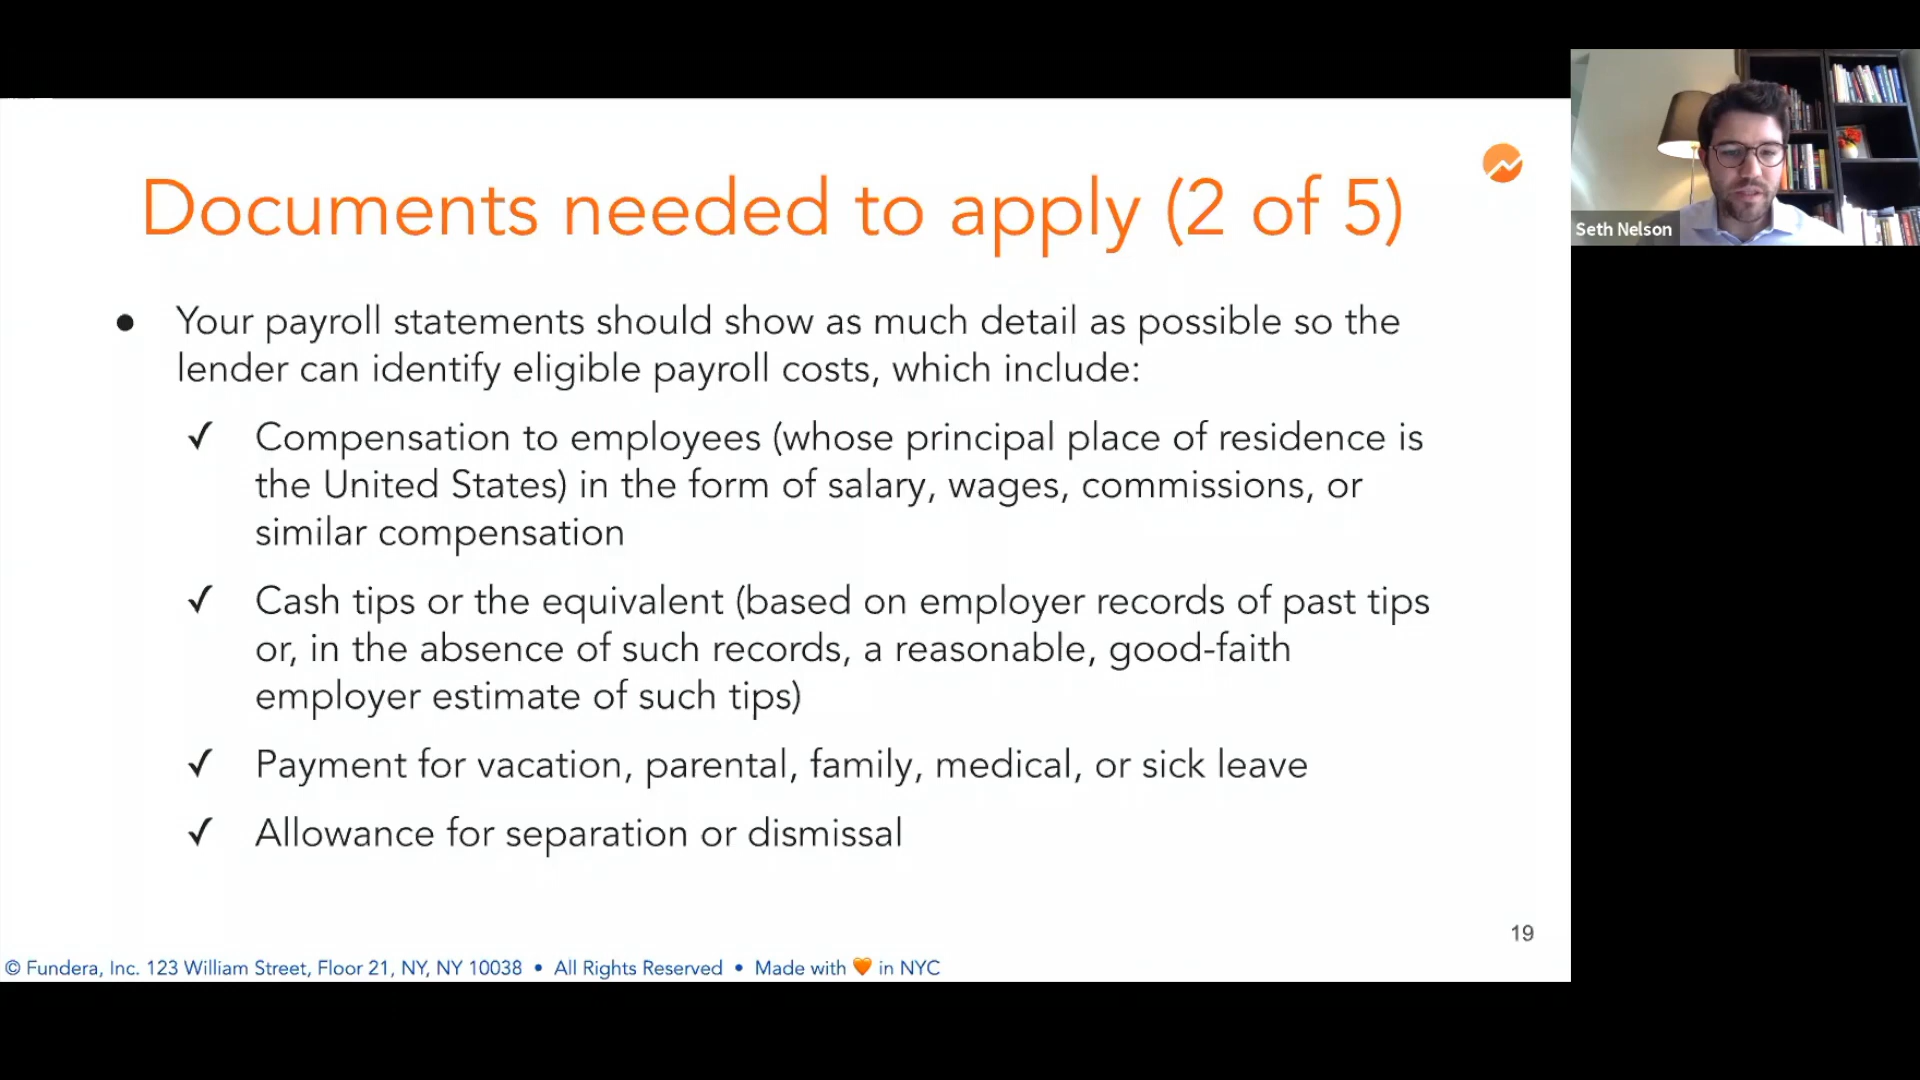 Documents needed to apply (2 of 5)
● Your payroll statements should show as much detail as possible so the
lender can identify eligible payroll costs, which include:
✓ Compensation to employees (whose principal place of residence is
the United States) in the form of salary, wages, commissions, or
similar compensation
✓ Cash tips or the equivalent (based on employer records of past tips
or, in the absence of such records, a reasonable, good-faith
employer estimate of such tips)
✓ Payment for vacation, parental, family, medical, or sick leave
✓ Allowance for separation or dismissal
19
© Fundera, Inc. 123 William Street, Floor 21, NY, NY 10038 • All Rights Reserved • Made with 🧡 in NYC
Seth Nelson